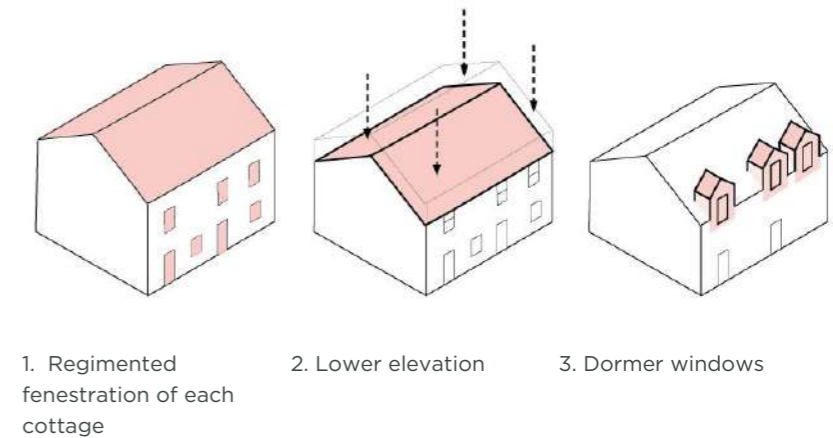 1. Regimented
fenestration of each
cottage
2. Lower elevation
3. Dormer windows